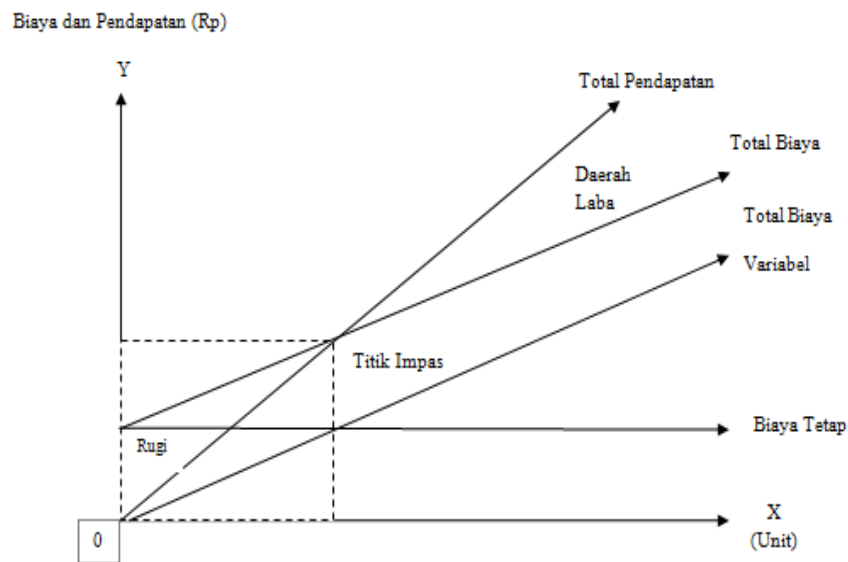 Biaya dan Pendapatan (Rp)
Y
Total Pendapatan
Total Biaya
Daerah
Laba
Total Biaya
Variabel
Titik Impas
Biaya Tetap
Rugi
X
(Unit)
0